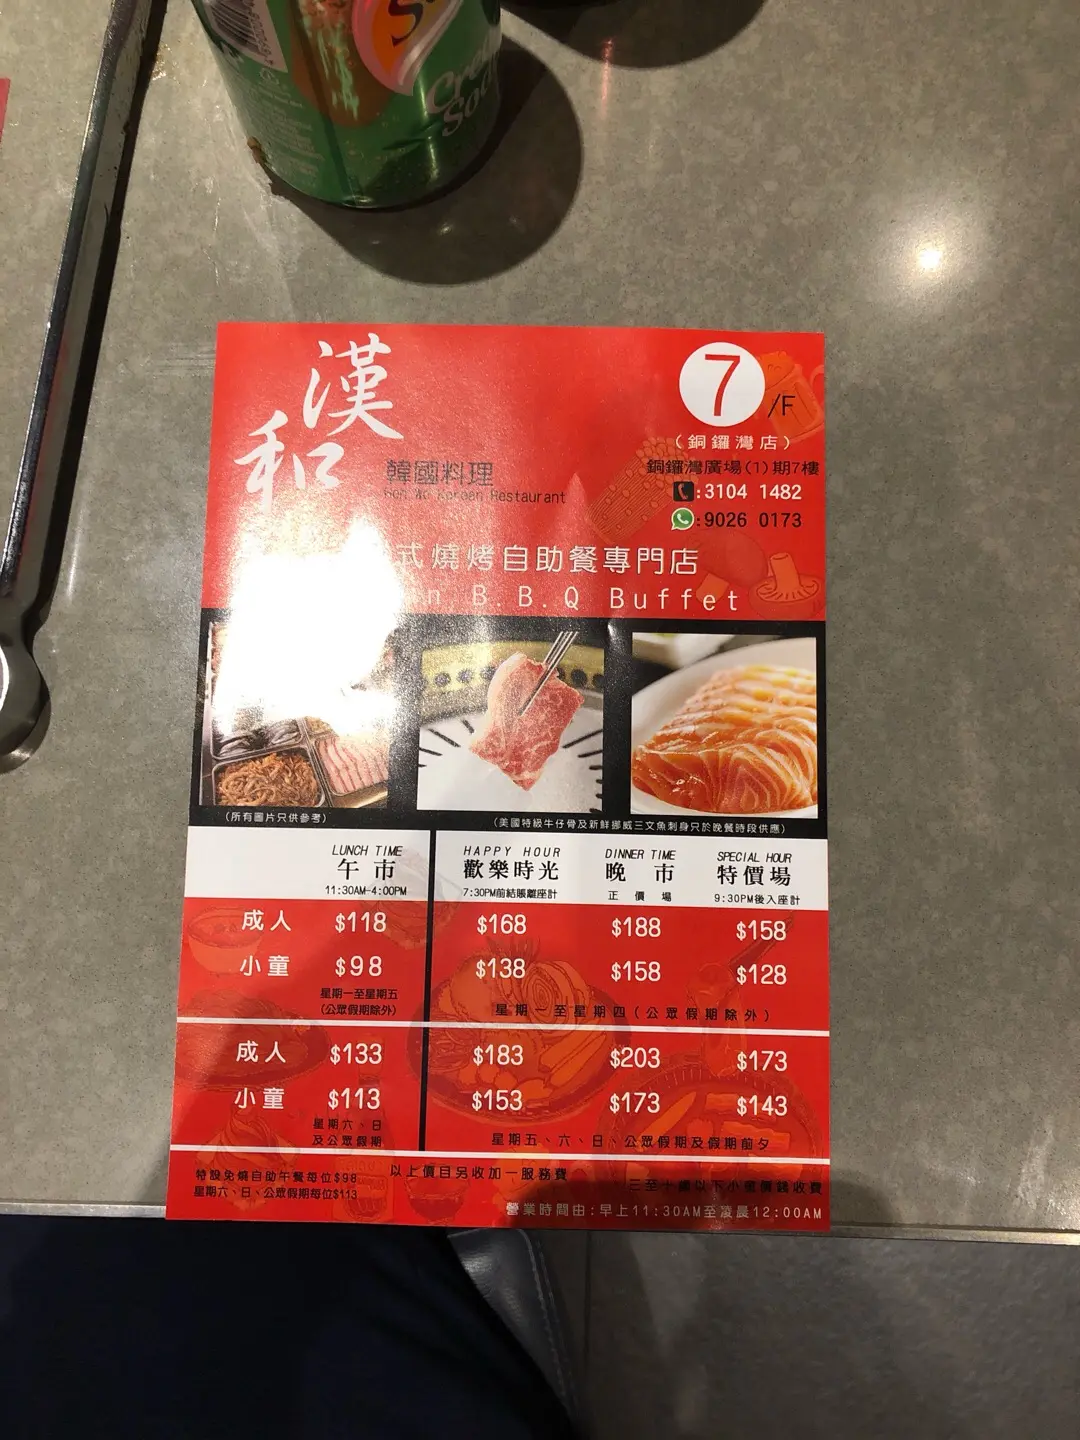 Cream
Soda
漢
和
韓國料理
Hon Wo Korean Restaurant
7/F
(銅鑼灣店)
銅鑼灣廣場(1)期7樓
:3104 1482
:9026 0173
式燒烤自助餐專門店
n B.B.Q Buffet
(所有圖片只供參考)
(美國特級牛仔骨及新鮮挪威三文魚刺身只於晚餐時段供應)
LUNCH TIME HAPPY HOUR DINNER TIME SPECIAL HOUR
午市 歡樂時光 晚市 特價場
11:30AM-4:00PM 7:30PM前結賬離座計 正價場 9:30PM後入座計
成人 $118 $168 $188 $158
小童 $98 $138 $158 $128
星期一至星期五
(公眾假期除外)
星期一至星期四(公眾假期除外)
成人 $133 $183 $203 $173
小童 $113 $153 $173 $143
星期六、日
及公眾假期
星期五、六、日、公眾假期及假期前夕
特設免燒自助午餐每位$98
星期六、日、公眾假期每位$113
以上價目另收加一服務費
三至十歲以下小童價錢收費
營業時間由:早上11:30AM至凌晨12:00AM